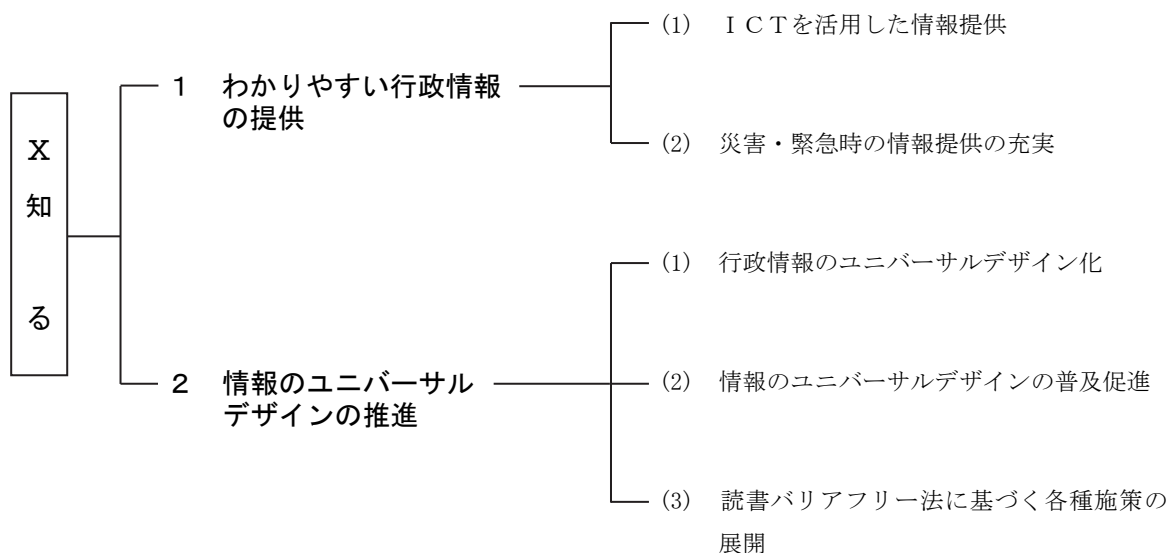 X
知
る
1 わかりやすい行政情報
の提供
(1) ＩＣＴを活用した情報提供
(2) 災害・緊急時の情報提供の充実
2 情報のユニバーサル
デザインの推進
(1) 行政情報のユニバーサルデザイン化
(2) 情報のユニバーサルデザインの普及促進
(3) 読書バリアフリー法に基づく各種施策の
展開